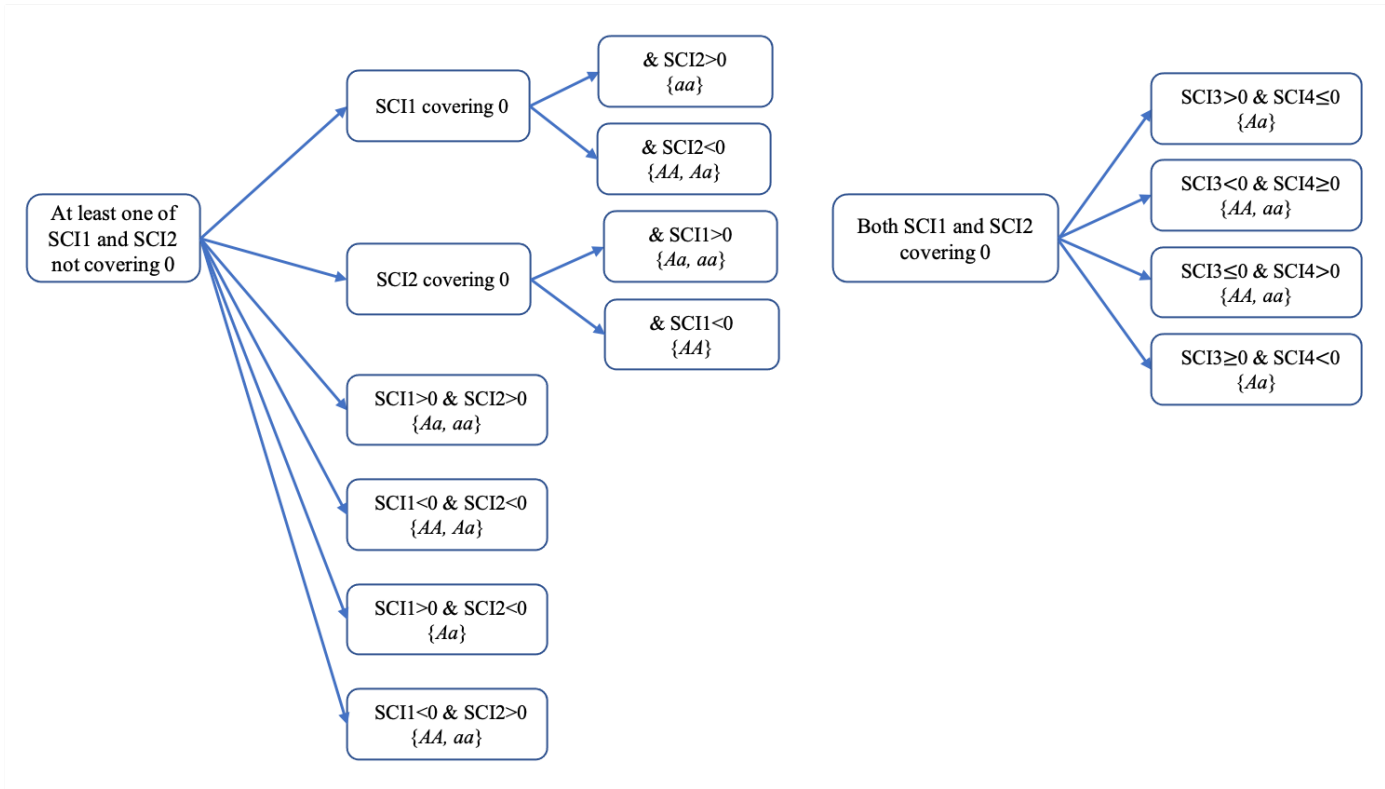 At least one of
SCI1 and SCI2
not covering 0
SCI1 covering 0
& SCI2>0
{aa}
& SCI2<0
{AA, Aa}
SCI2 covering 0
& SCI1>0
{Aa, aa}
& SCI1<0
{AA}
SCI1>0 & SCI2>0
{Aa, aa}
SCI1<0 & SCI2<0
{AA, Aa}
SCI1>0 & SCI2<0
{Aa}
SCI1<0 & SCI2>0
{AA, aa}
Both SCI1 and SCI2
covering 0
SCI3>0 & SCI4≤0
{Aa}
SCI3<0 & SCI4≥0
{AA, aa}
SCI3≤0 & SCI4>0
{AA, aa}
SCI3≥0 & SCI4<0
{Aa}